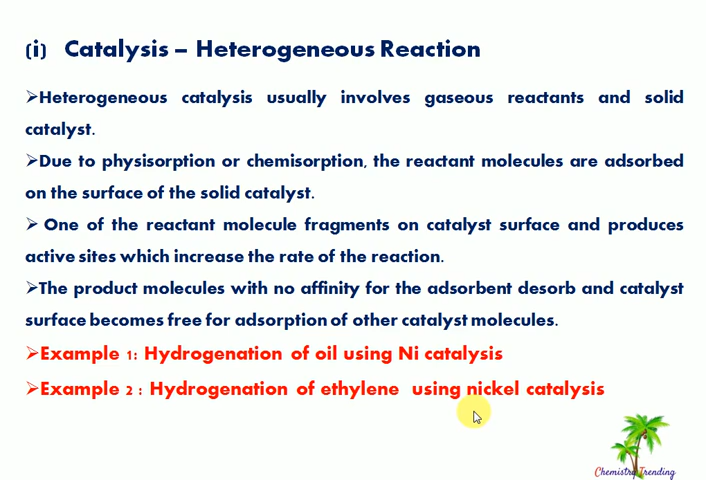 (i) Catalysis – Heterogeneous Reaction
➢Heterogeneous catalysis usually involves gaseous reactants and solid
catalyst.
➢Due to physisorption or chemisorption, the reactant molecules are adsorbed
on the surface of the solid catalyst.
➢ One of the reactant molecule fragments on catalyst surface and produces
active sites which increase the rate of the reaction.
➢The product molecules with no affinity for the adsorbent desorb and catalyst
surface becomes free for adsorption of other catalyst molecules.
➢Example 1: Hydrogenation of oil using Ni catalysis
➢Example 2 : Hydrogenation of ethylene using nickel catalysis
Chemistry Trending